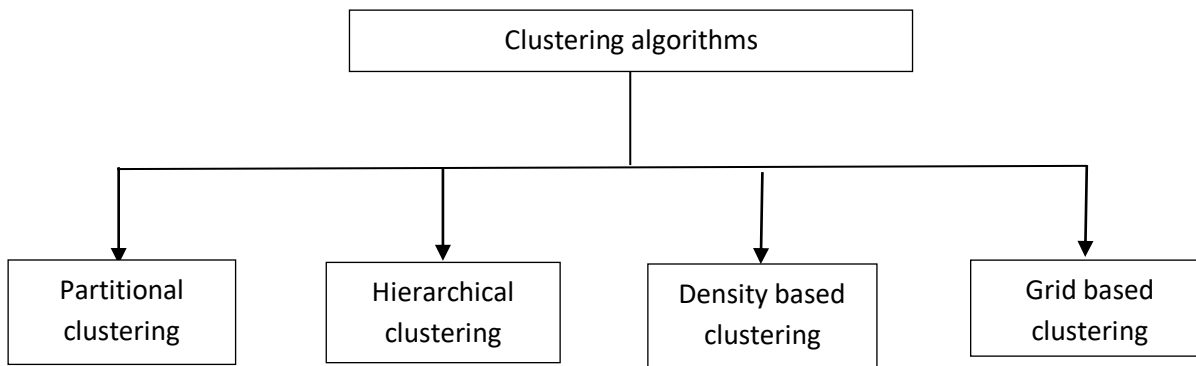 Clustering algorithms
Partitional
clustering
Hierarchical
clustering
Density based
clustering
Grid based
clustering